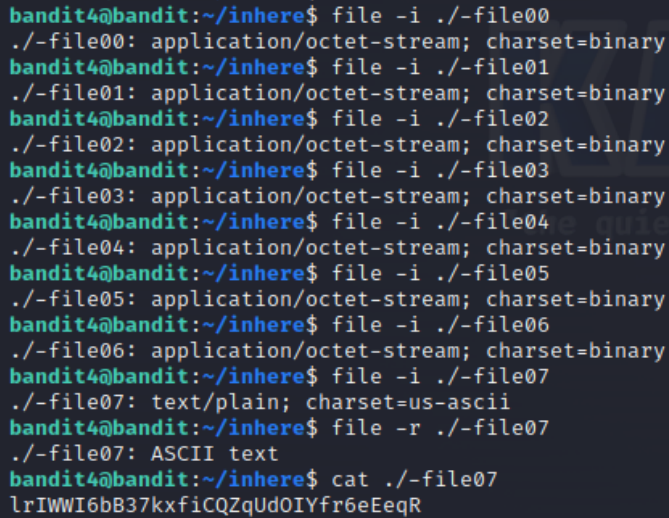 bandit4@bandit:~/inhere$ file -i ./-file00
./-file00: application/octet-stream; charset=binary
bandit4@bandit:~/inhere$ file -i ./-file01
./-file01: application/octet-stream; charset=binary
bandit4@bandit:~/inhere$ file -i ./-file02
./-file02: application/octet-stream; charset=binary
bandit4@bandit:~/inhere$ file -i ./-file03
./-file03: application/octet-stream; charset=binary
bandit4@bandit:~/inhere$ file -i ./-file04
./-file04: application/octet-stream; charset=binary
bandit4@bandit:~/inhere$ file -i ./-file05
./-file05: application/octet-stream; charset=binary
bandit4@bandit:~/inhere$ file -i ./-file06
./-file06: application/octet-stream; charset=binary
bandit4@bandit:~/inhere$ file -i ./-file07
./-file07: text/plain; charset=us-ascii
bandit4@bandit:~/inhere$ file -r ./-file07
./-file07: ASCII text
bandit4@bandit:~/inhere$ cat ./-file07
lrIWWI6bB37kxfiCQZqUdOIYfr6eEeqR